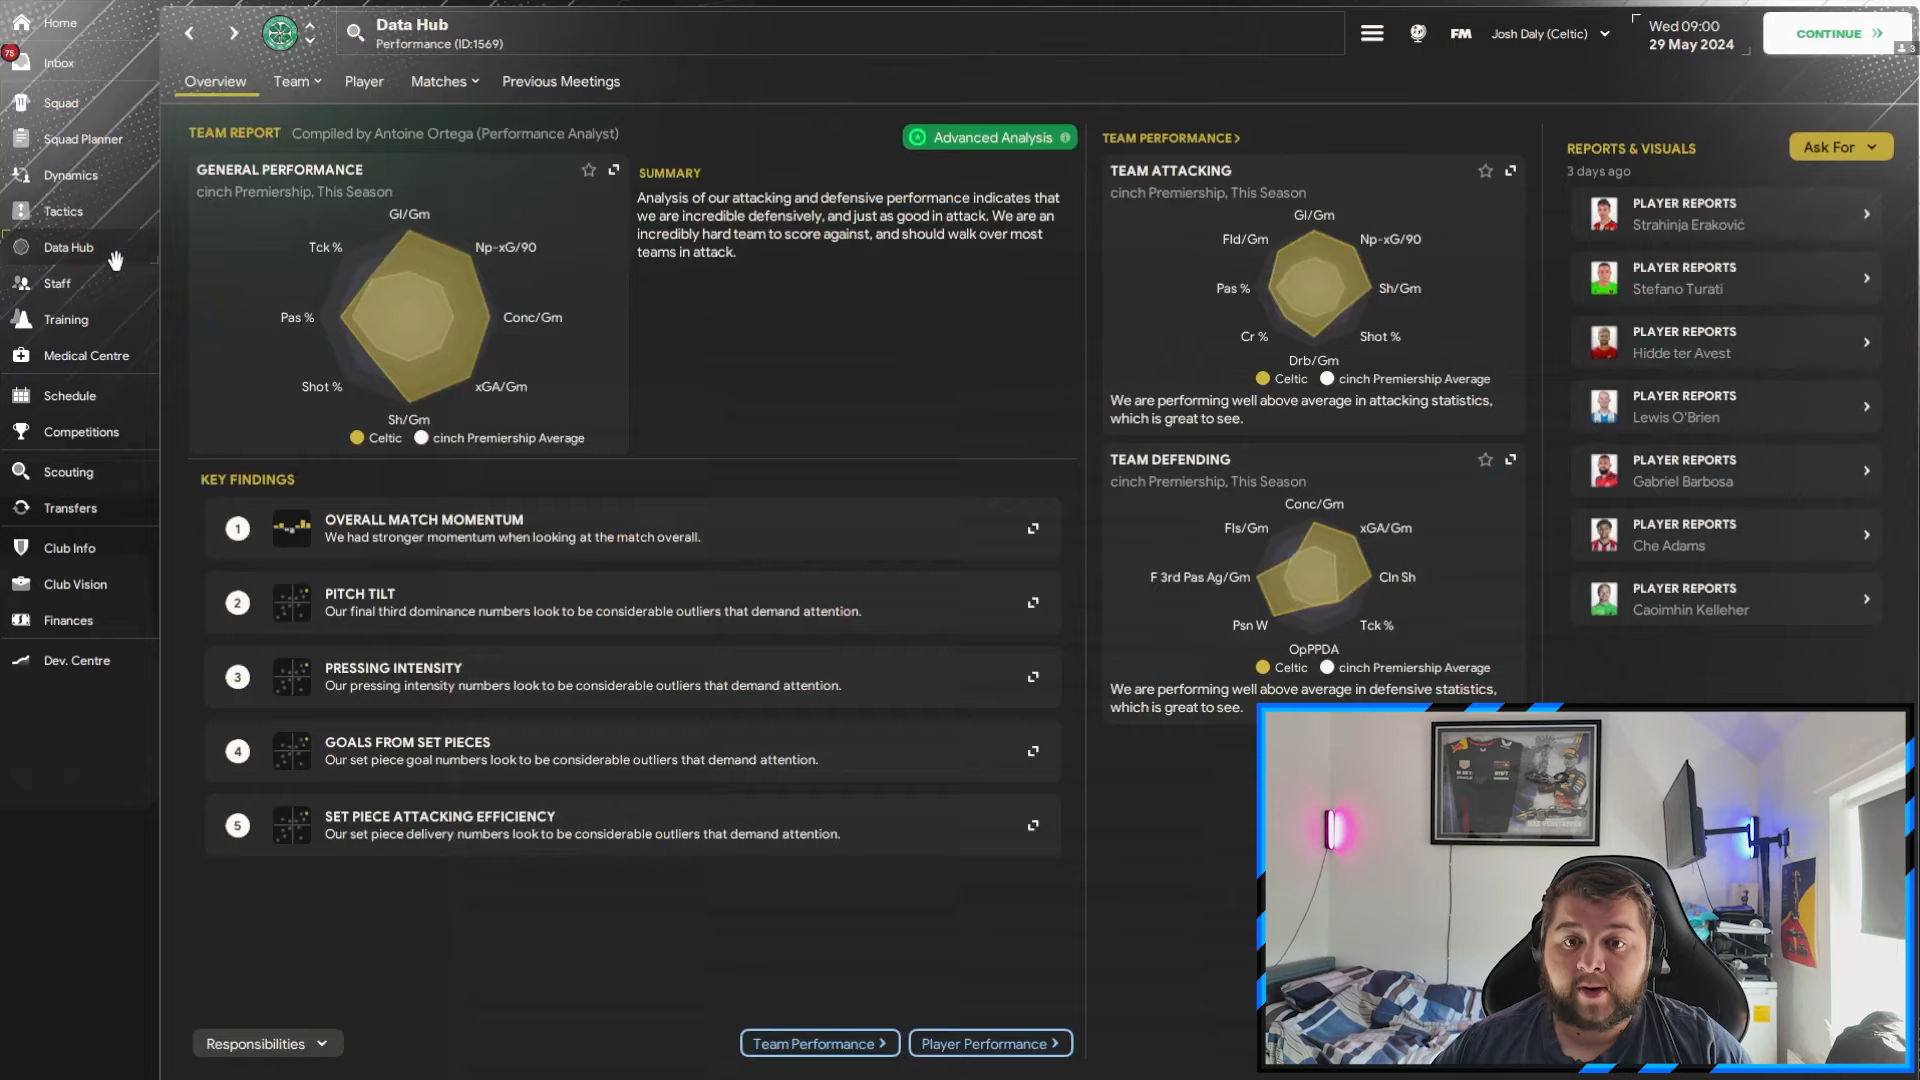 Home
75
Inbox
Squad
Squad Planner
Dynamics
Tactics
Data Hub
Staff
Training
Medical Centre
Schedule
Competitions
Scouting
Transfers
Club Info
Club Vision
Finances
Dev. Centre
Data Hub
Performance (ID:1569)
FM
Josh Daly (Celtic)
Wed 09:00
29 May 2024
CONTINUE
3
Overview
Team
Player
Matches
Previous Meetings
TEAM REPORT Compiled by Antoine Ortega (Performance Analyst)
Advanced Analysis
GENERAL PERFORMANCE
cinch Premiership, This Season
Gl/Gm
Tck %
Np-xG/90
Pas %
Conc/Gm
Shot %
xGA/Gm
Sh/Gm
Celtic
cinch Premiership Average
SUMMARY
Analysis of our attacking and defensive performance indicates that
we are incredible defensively, and just as good in attack. We are an
incredibly hard team to score against, and should walk over most
teams in attack.
KEY FINDINGS
1
OVERALL MATCH MOMENTUM
We had stronger momentum when looking at the match overall.
2
PITCH TILT
Our final third dominance numbers look to be considerable outliers that demand attention.
3
PRESSING INTENSITY
Our pressing intensity numbers look to be considerable outliers that demand attention.
4
GOALS FROM SET PIECES
Our set piece goal numbers look to be considerable outliers that demand attention.
5
SET PIECE ATTACKING EFFICIENCY
Our set piece delivery numbers look to be considerable outliers that demand attention.
Responsibilities
Team Performance
Player Performance
TEAM PERFORMANCE
TEAM ATTACKING
cinch Premiership, This Season
Gl/Gm
Fld/Gm
Np-xG/90
Pas %
Sh/Gm
Cr %
Shot %
Drb/Gm
Celtic
cinch Premiership Average
We are performing well above average in attacking statistics,
which is great to see.
TEAM DEFENDING
cinch Premiership, This Season
Conc/Gm
Fls/Gm
xGA/Gm
F 3rd Pas Ag/Gm
Cln Sh
Psn W
Tck %
OpPPDA
Celtic
cinch Premiership Average
We are performing well above average in defensive statistics,
which is great to see.
REPORTS & VISUALS
Ask For
3 days ago
PLAYER REPORTS
Strahinja Eraković
PLAYER REPORTS
Stefano Turati
PLAYER REPORTS
Hidde ter Avest
PLAYER REPORTS
Lewis O'Brien
PLAYER REPORTS
Gabriel Barbosa
PLAYER REPORTS
Che Adams
PLAYER REPORTS
Caoimhin Kelleher